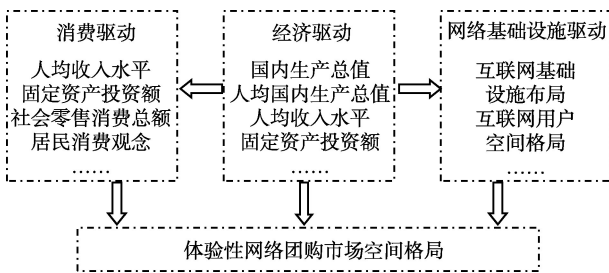 消费驱动
人均收入水平
固定资产投资额
社会零售消费总额
居民消费观念
……
经济驱动
国内生产总值
人均国内生产总值
人均收入水平
固定资产投资额
……
网络基础设施驱动
互联网基础
设施布局
互联网用户
空间格局
……
体验性网络团购市场空间格局